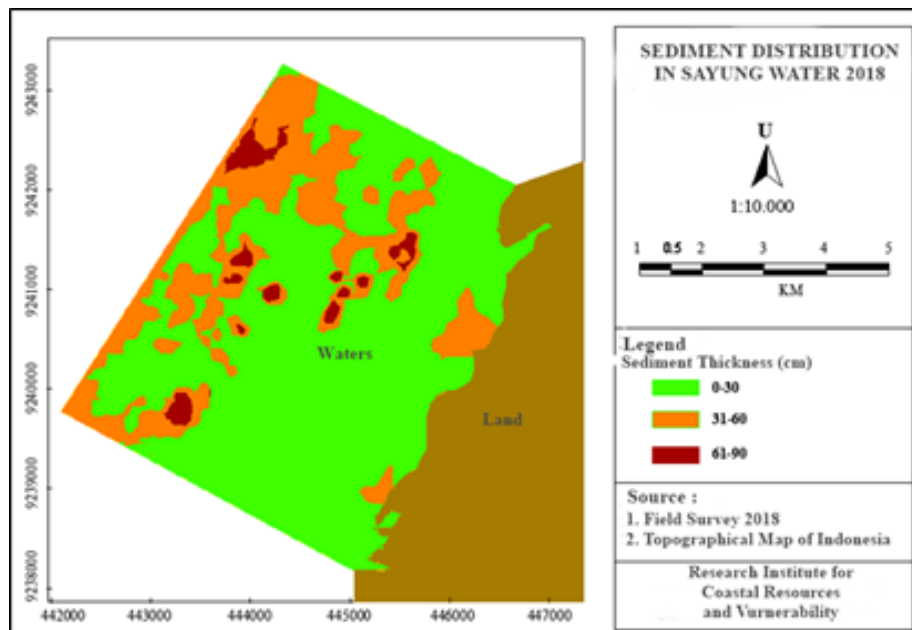 9243000
9242000
9241000
9240000
9239000
9238000
442000 443000 444000 445000 446000 447000
Waters
Land
SEDIMENT DISTRIBUTION
IN SAYUNG WATER 2018
U
1:10.000
1 0.5 2 3 4 5
KM
Legend
Sediment Thickness (cm)
0-30
31-60
61-90
Source :
1. Field Survey 2018
2. Topographical Map of Indonesia
Research Institute for
Coastal Resources
and Vurnerability